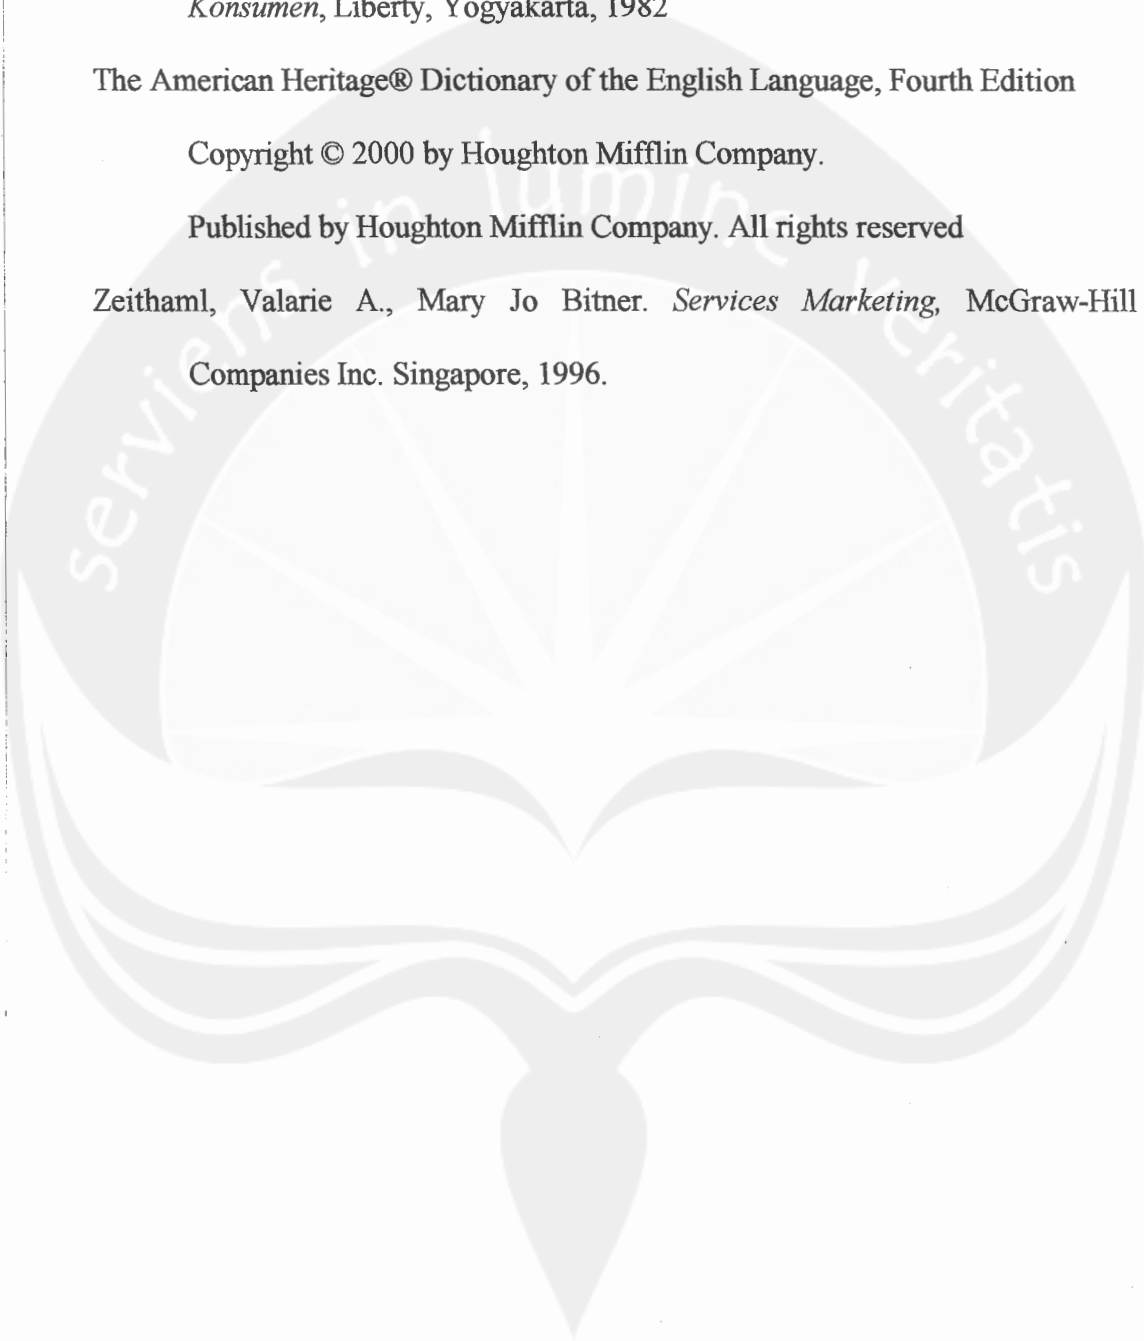 Konsumen, Liberty, Yogyakarta, 1982
The American Heritage® Dictionary of the English Language, Fourth Edition
Copyright © 2000 by Houghton Mifflin Company.
Published by Houghton Mifflin Company. All rights reserved
Zeithaml, Valarie A., Mary Jo Bitner. Services Marketing, McGraw-Hill
Companies Inc. Singapore, 1996.
serviens in lumine veritatis